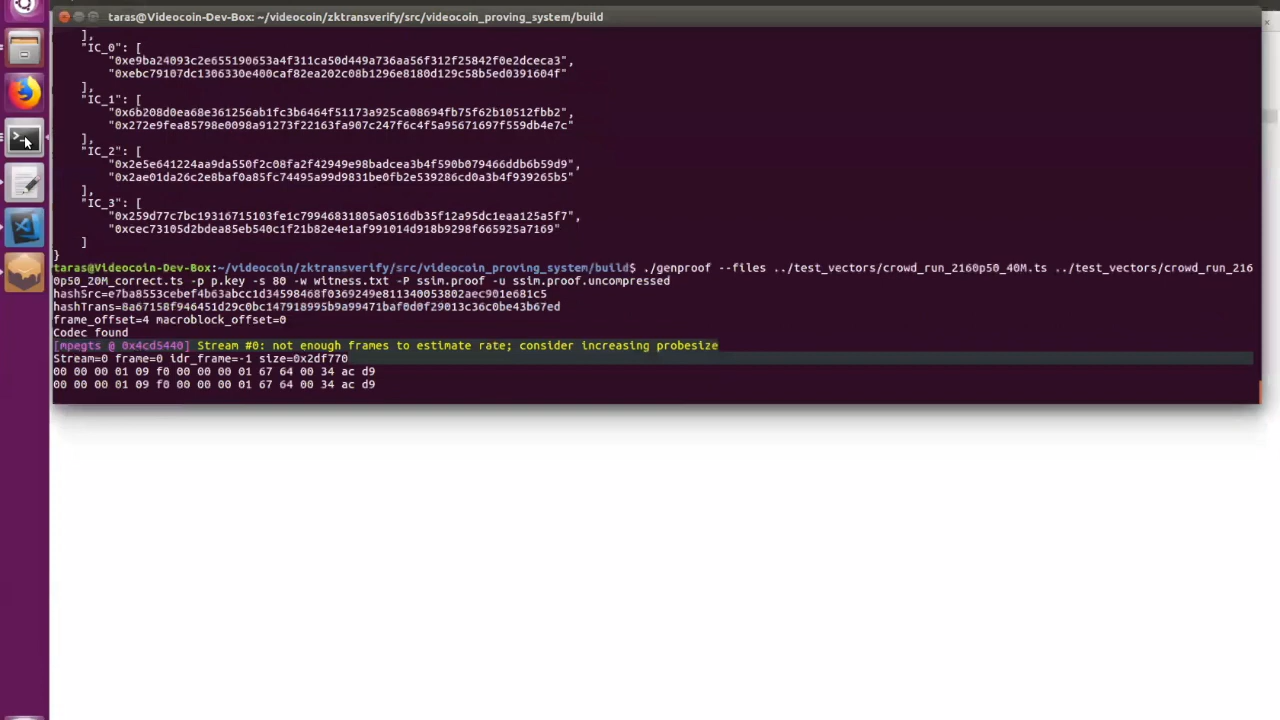 taras@Videocoin-Dev-Box: ~/videocoin/zktransverify/src/videocoin_proving_system/build
],
"IC_0": [
"0xe9ba24093c2e655190653a4f311ca50d449a736aa56f312f25842f0e2dceca3",
"0xebc79107dc1306330e400caf82ea202c08b1296e8180d129c58b5ed0391604f"
],
"IC_1": [
"0x6b208d0ea68e361256ab1fc3b6464f51173a925ca08694fb75f62b10512fbb2",
"0x272e9fea85798e0098a91273f22163fa907c247f6c4f5a95671697f559db4e7c"
],
"IC_2": [
"0x2e5e641224aa9da550f2c08fa2f42949e98badcea3b4f590b079466ddb6b59d9",
"0x2ae01da26c2e8baf0a85fc74495a99d9831be0fb2e539286cd0a3b4f939265b5"
],
"IC_3": [
"0x259d77c7bc19316715103fe1c79946831805a0516db35f12a95dc1eaa125a5f7",
"0xcec73105d2bdea85eb540c1f21b82e4e1af991014d918b9298f665925a7169"
]
}
taras@Videocoin-Dev-Box:~/videocoin/zktransverify/src/videocoin_proving_system/build$ ./genproof --files ../test_vectors/crowd_run_2160p50_40M.ts ../test_vectors/crowd_run_216
0p50_20M_correct.ts -p p.key -s 80 -w witness.txt -P ssim.proof -u ssim.proof.uncompressed
hashSrc=e7ba8553cebef4b63abcc1d34598468f0369249e811340053802aec901e681c5
hashTrans=8a67158f946451d29c0bc147918995b9a99471baf0d0f29013c36c0be43b67ed
frame_offset=4 macroblock_offset=0
Codec found
[mpegts @ 0x4cd5440] Stream #0: not enough frames to estimate rate; consider increasing probesize
Stream=0 frame=0 idr_frame=-1 size=0x2df770
00 00 00 01 09 f0 00 00 00 01 67 64 00 34 ac d9
00 00 00 01 09 f0 00 00 00 01 67 64 00 34 ac d9